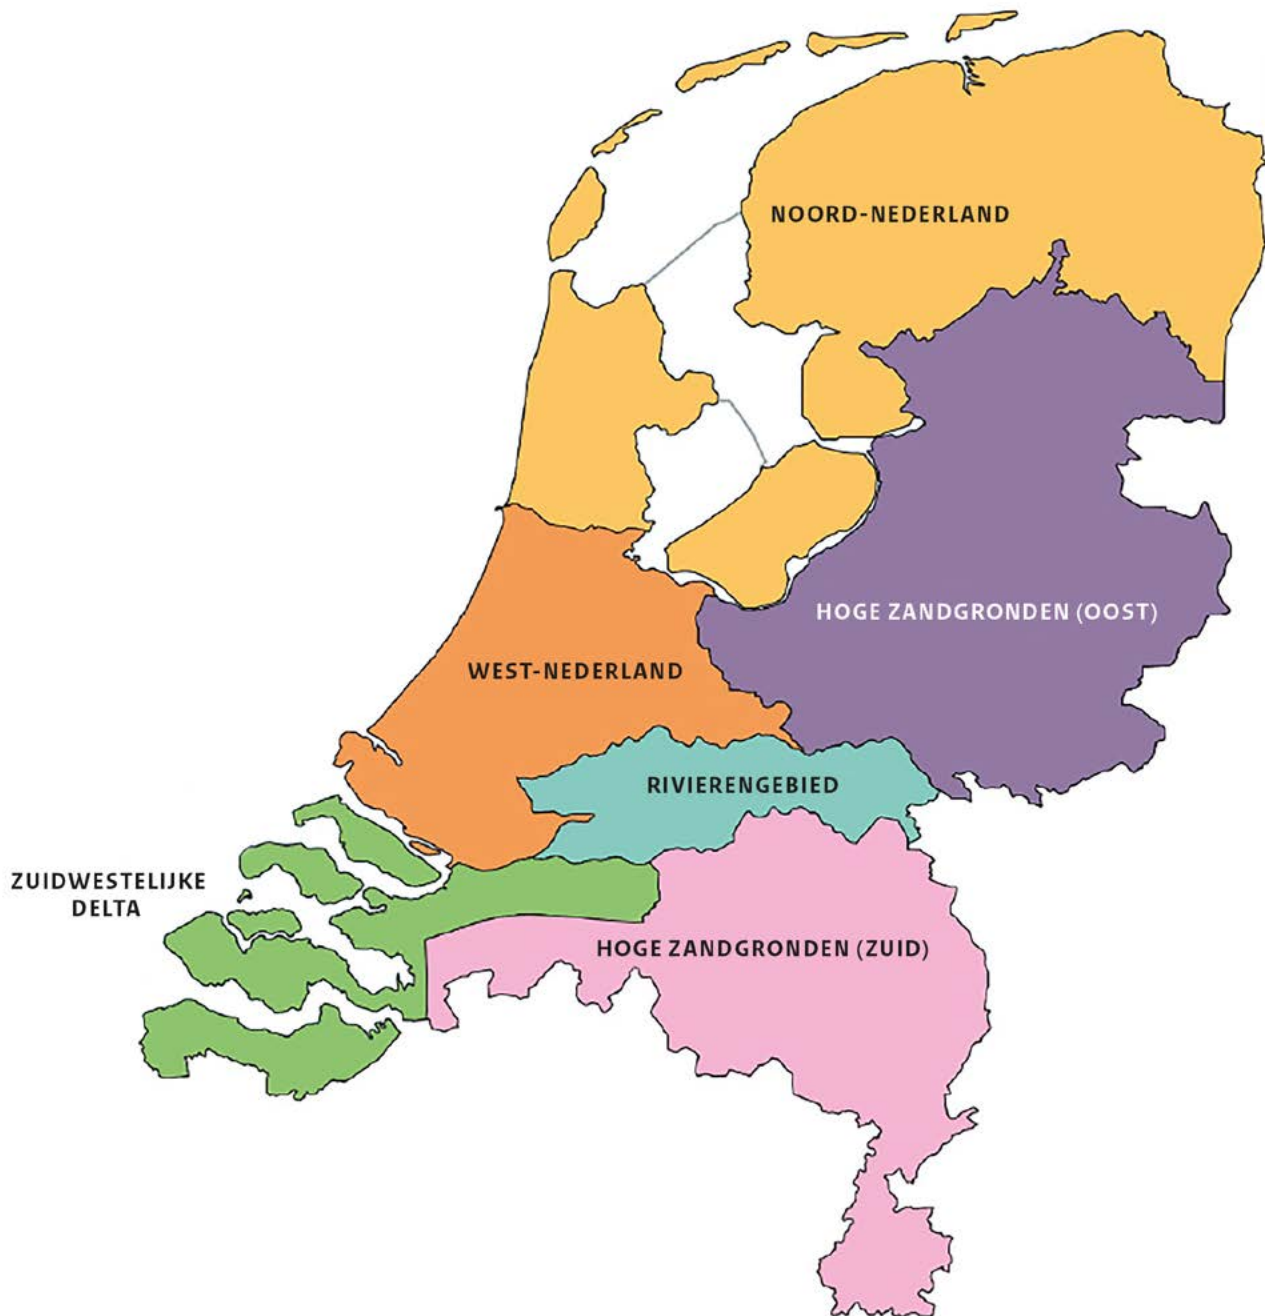 NOORD-NEDERLAND
HOGE ZANDGRONDEN (OOST)
WEST-NEDERLAND
RIVIERENGEBIED
ZUIDWESTELIJKE
DELTA
HOGE ZANDGRONDEN (ZUID)